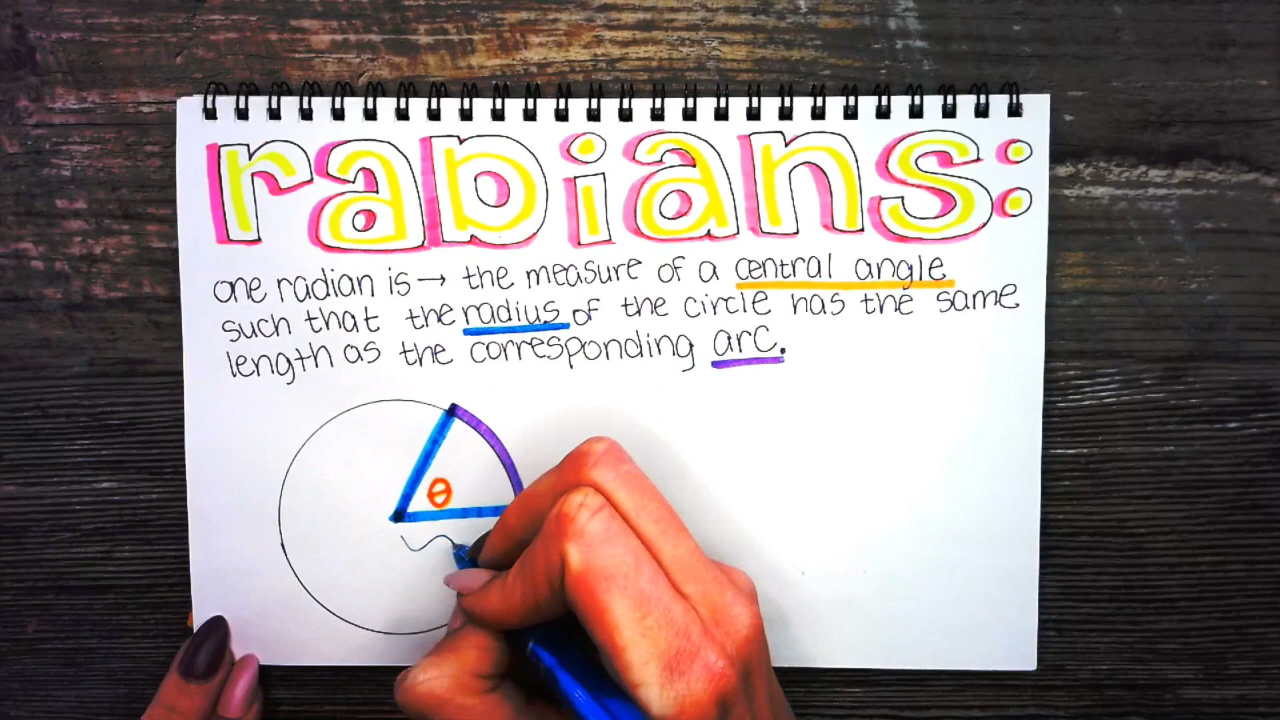 radians:
one radian is → the measure of a central angle
such that the radius of the circle has the same
length as the corresponding arc.
θ